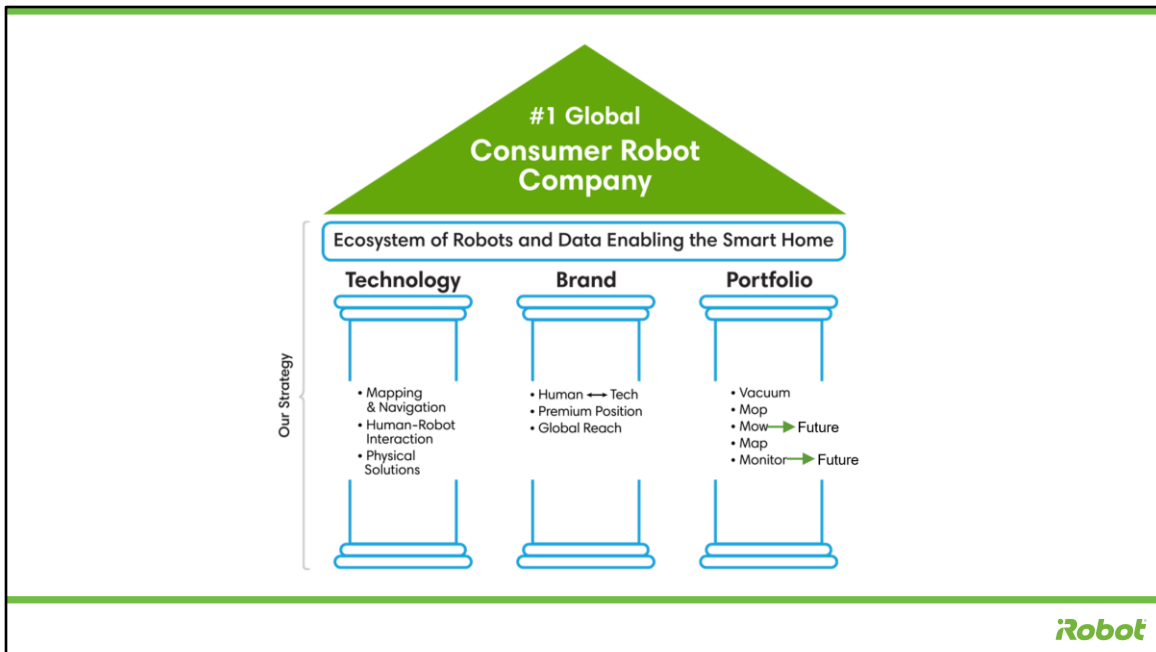 #1 Global
Consumer Robot
Company
Ecosystem of Robots and Data Enabling the Smart Home
Our Strategy
Technology
• Mapping
& Navigation
• Human-Robot
Interaction
• Physical
Solutions
Brand
• Human ↔ Tech
• Premium Position
• Global Reach
Portfolio
• Vacuum
• Mop
• Mow → Future
• Map
• Monitor → Future
iRobot